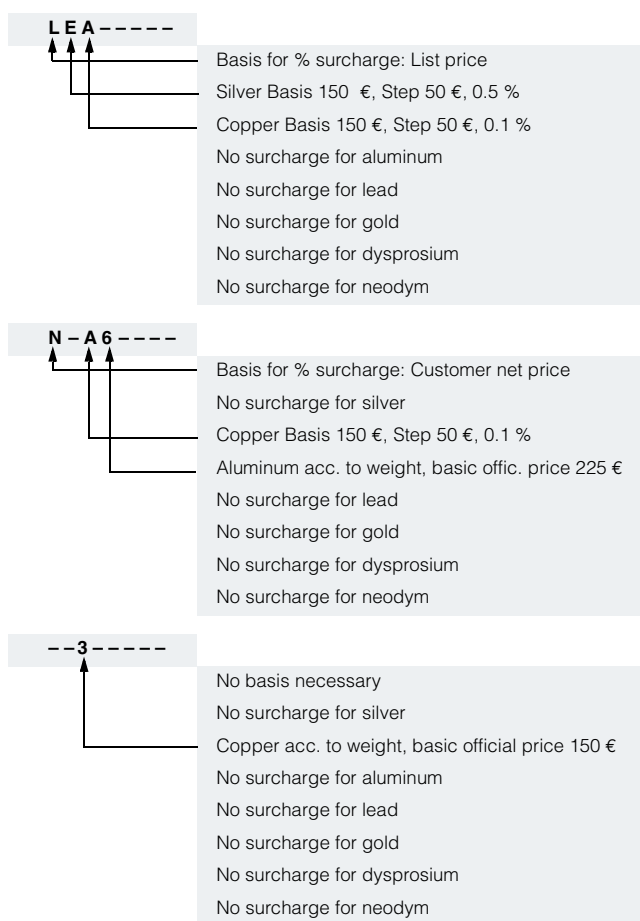 L E A – – – – –
Basis for % surcharge: List price
Silver Basis 150 €, Step 50 €, 0.5 %
Copper Basis 150 €, Step 50 €, 0.1 %
No surcharge for aluminum
No surcharge for lead
No surcharge for gold
No surcharge for dysprosium
No surcharge for neodym
N – A 6 – – – –
Basis for % surcharge: Customer net price
No surcharge for silver
Copper Basis 150 €, Step 50 €, 0.1 %
Aluminum acc. to weight, basic offic. price 225 €
No surcharge for lead
No surcharge for gold
No surcharge for dysprosium
No surcharge for neodym
– – 3 – – – – –
No basis necessary
No surcharge for silver
Copper acc. to weight, basic official price 150 €
No surcharge for aluminum
No surcharge for lead
No surcharge for gold
No surcharge for dysprosium
No surcharge for neodym